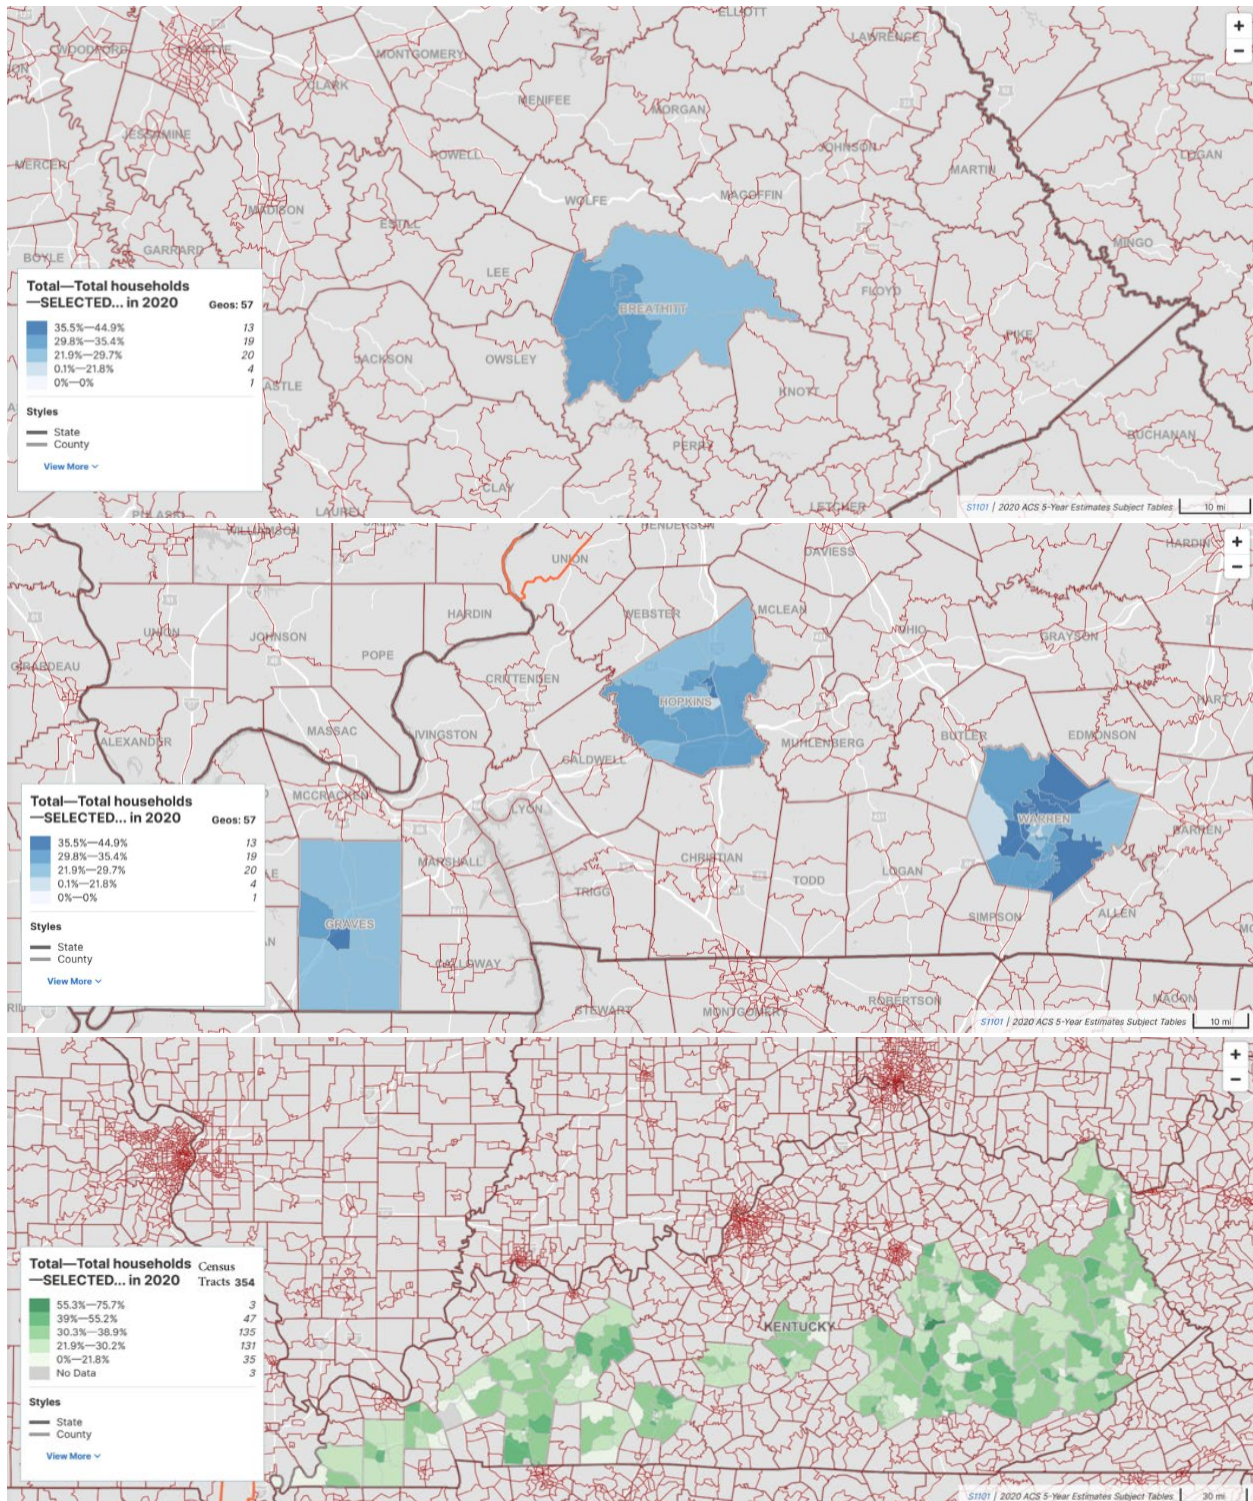 ELLIOTT
LAWRENCE
WOODFORD
FAYETTE
MONTGOMERY
CLARK
MENIFEE
MORGAN
JESSAMINE
JOHNSON
LOGAN
MERCER
POWELL
MARTIN
WOLFE
MAGOFFIN
MADISON
ESTILL
MINGO
BOYLE
GARRARD
LEE
FLOYD
BREATHITT
PIKE
JACKSON
OWSLEY
ASTLE
KNOTT
BUCHANAN
PERRY
CLAY
LETCHER
LAUREL
PULASKI
Total—Total households
—SELECTED... in 2020 Geos: 57
35.5%—44.9% 13
29.8%—35.4% 19
21.9%—29.7% 20
0.1%—21.8% 4
0%—0% 1
Styles
State
County
View More
S1101 | 2020 ACS 5-Year Estimates Subject Tables 10 mi
+
−
WILLIAMSON
HENDERSON
DAVIESS
HARDIN
UNION
HARDIN
WEBSTER
MCLEAN
UNION
JOHNSON
OHIO
GRAYSON
POPE
GIRARDEAU
CRITTENDEN
HART
HOPKINS
MASSAC
LIVINGSTON
ALEXANDER
MUHLENBERG
BUTLER
EDMONSON
CALDWELL
MCCRACKEN
LYON
WARREN
BARREN
MARSHALL
CHRISTIAN
LOGAN
TODD
TRIGG
GRAVES
SIMPSON
ALLEN
CALLOWAY
ROBERTSON
MACON
STEWART
MONTGOMERY
Total—Total households
—SELECTED... in 2020 Geos: 57
35.5%—44.9% 13
29.8%—35.4% 19
21.9%—29.7% 20
0.1%—21.8% 4
0%—0% 1
Styles
State
County
View More
S1101 | 2020 ACS 5-Year Estimates Subject Tables 10 mi
+
−
KENTUCKY
Total—Total households Census
—SELECTED... in 2020 Tracts 354
55.3%—75.7% 3
39%—55.2% 47
30.3%—38.9% 135
21.9%—30.2% 131
0%—21.8% 35
No Data 3
Styles
State
County
View More
S1101 | 2020 ACS 5-Year Estimates Subject Tables 30 mi
+
−